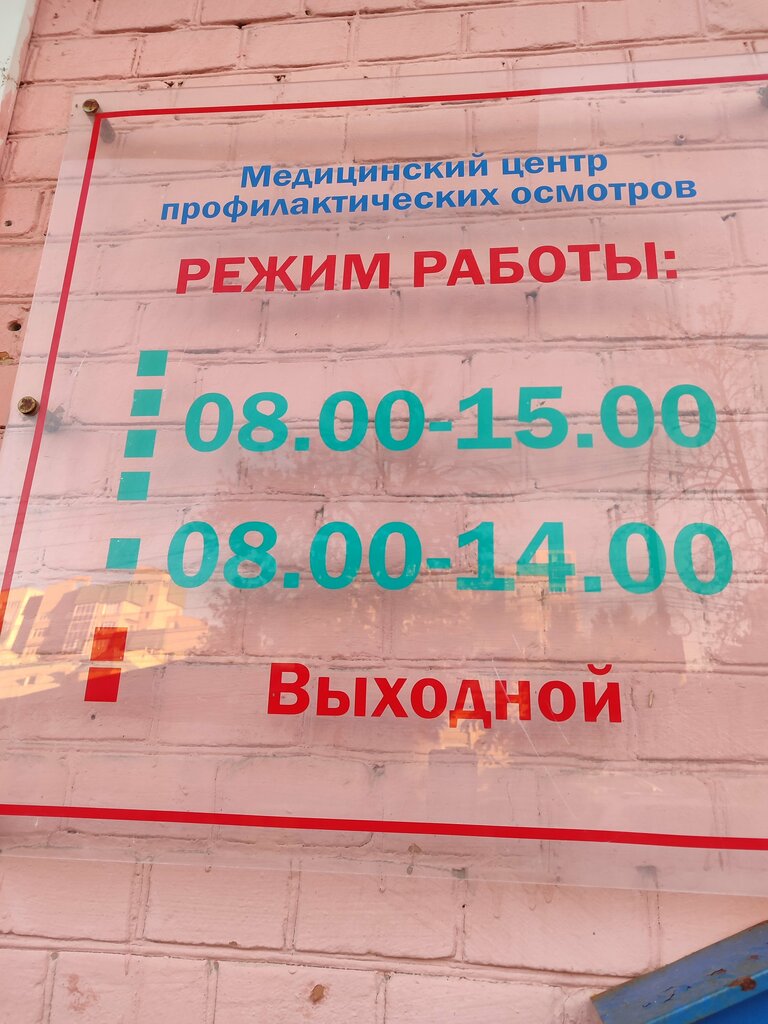 Медицинский центр
профилактических осмотров
РЕЖИМ РАБОТЫ:
08.00-15.00
08.00-14.00
Выходной